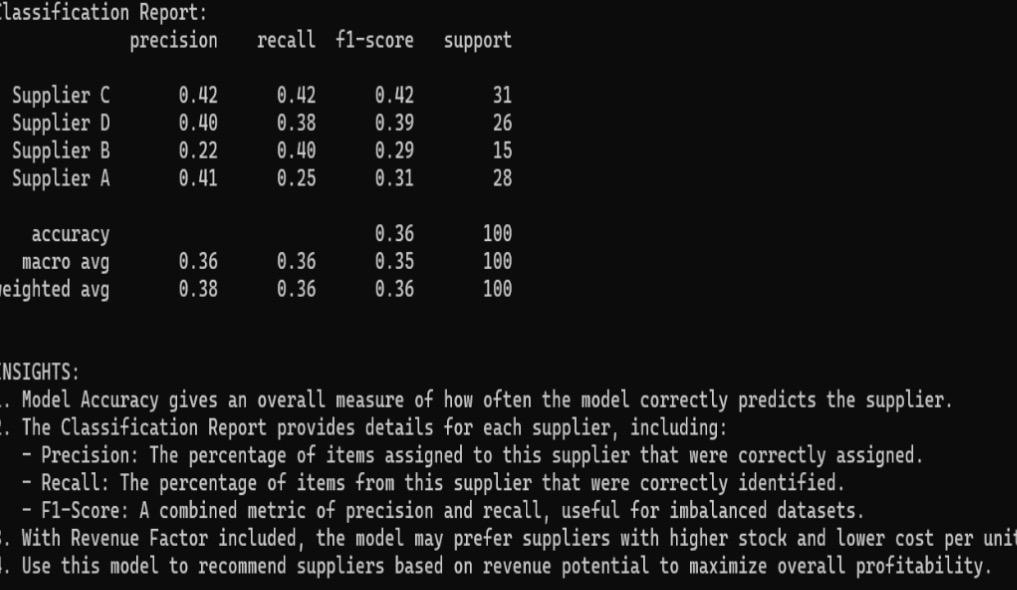 Classification Report:
precision recall f1-score support
Supplier C 0.42 0.42 0.42 31
Supplier D 0.40 0.38 0.39 26
Supplier B 0.22 0.40 0.29 15
Supplier A 0.41 0.25 0.31 28
accuracy 0.36 100
macro avg 0.36 0.36 0.35 100
weighted avg 0.38 0.36 0.36 100
INSIGHTS:
1. Model Accuracy gives an overall measure of how often the model correctly predicts the supplier.
2. The Classification Report provides details for each supplier, including:
- Precision: The percentage of items assigned to this supplier that were correctly assigned.
- Recall: The percentage of items from this supplier that were correctly identified.
- F1-Score: A combined metric of precision and recall, useful for imbalanced datasets.
3. With Revenue Factor included, the model may prefer suppliers with higher stock and lower cost per unit
4. Use this model to recommend suppliers based on revenue potential to maximize overall profitability.